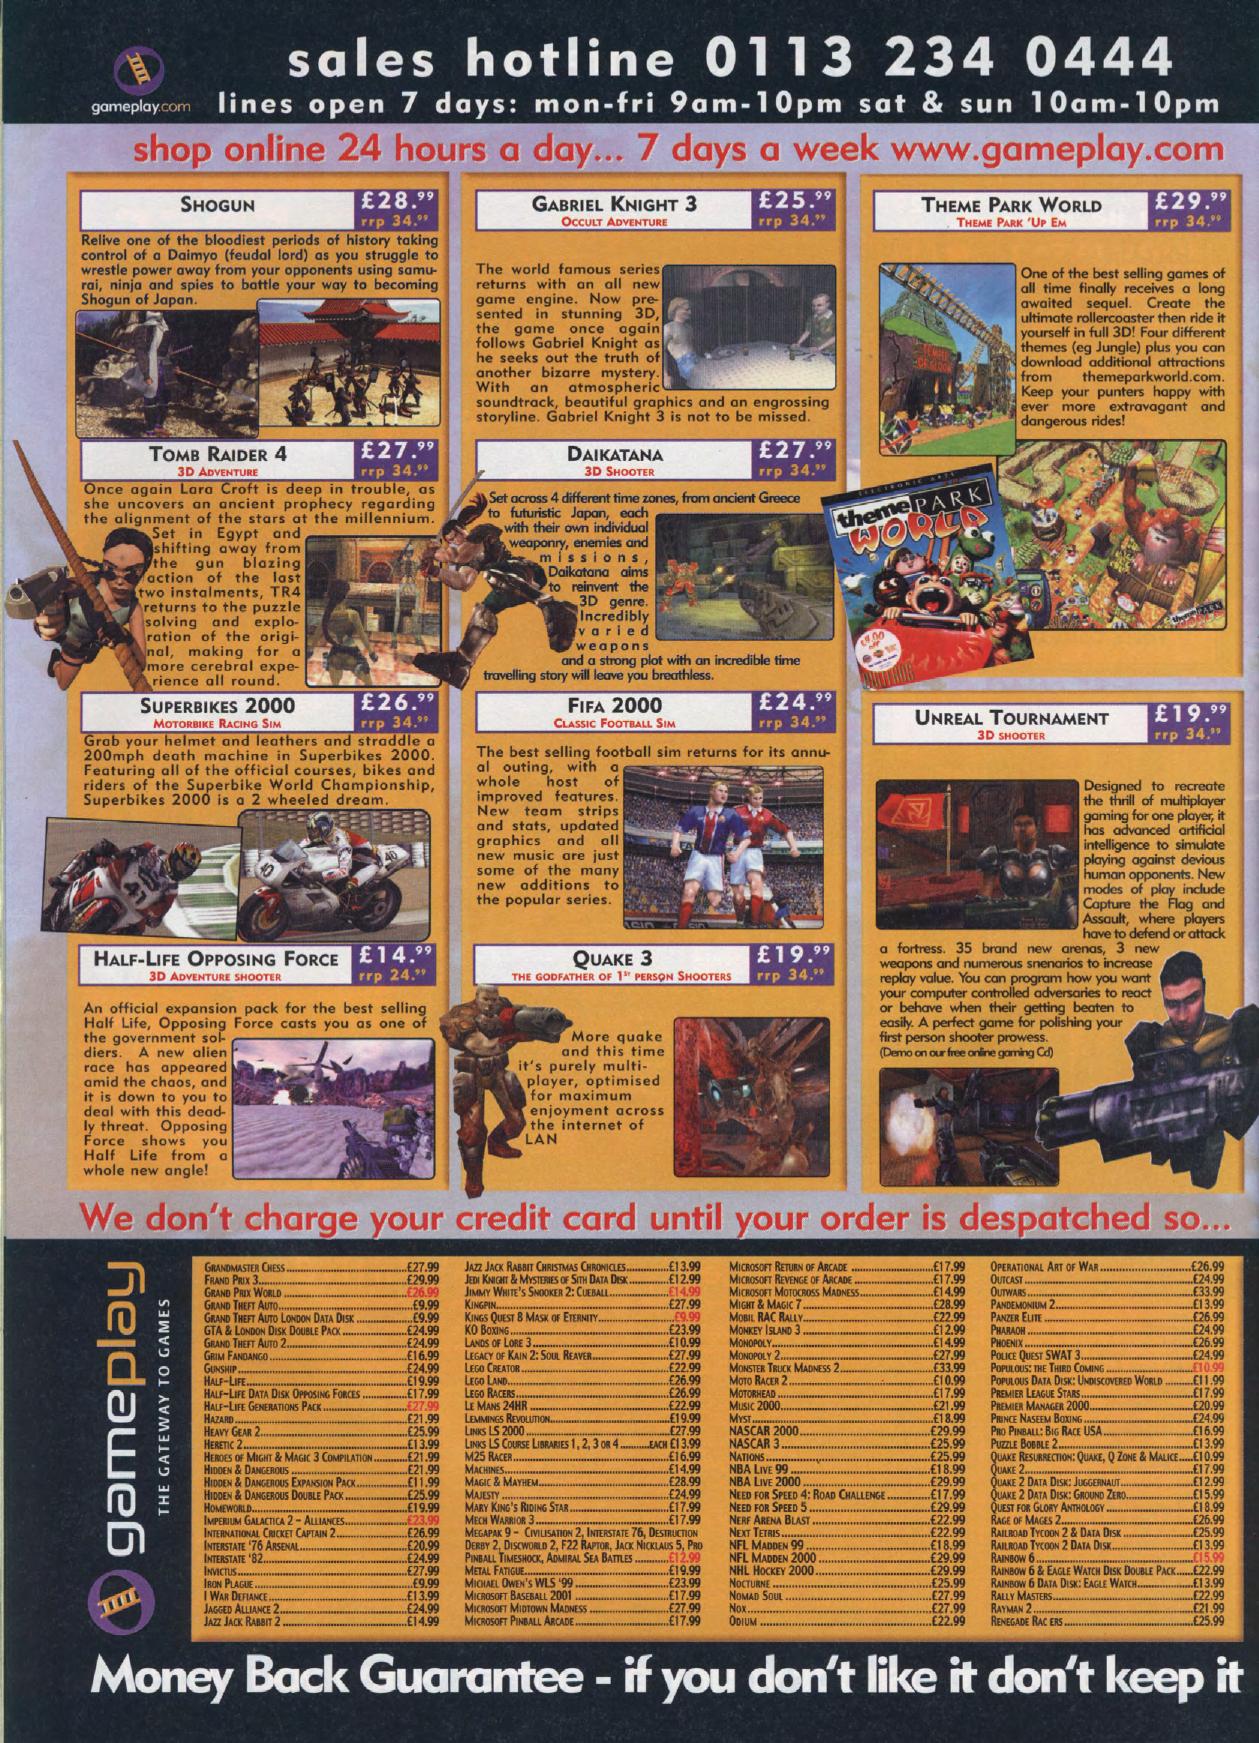 sales hotline 0113 234 0444
gameplay.com
lines open 7 days: mon-fri 9am-10pm sat & sun 10am-10pm
shop online 24 hours a day... 7 days a week www.gameplay.com
SHOGUN
£28.99
rrp 34.99
Relive one of the bloodiest periods of history taking
control of a Daimyo (feudal lord) as you struggle to
wrestle power away from your opponents using samu-
rai, ninja and spies to battle your way to becoming
Shogun of Japan.
TOMB RAIDER 4
3D ADVENTURE
£27.99
rrp 34.99
Once again Lara Croft is deep in trouble, as
she uncovers an ancient prophecy regarding
the alignment of the stars at the millennium.
Set in Egypt and
shifting away from
the gun blazing
action of the last
two instalments, TR4
returns to the puzzle
solving and explo-
ration of the origi-
nal, making for a
more cerebral expe-
rience all round.
SUPERBIKES 2000
MOTORBIKE RACING SIM
£26.99
rrp 34.99
Grab your helmet and leathers and straddle a
200mph death machine in Superbikes 2000.
Featuring all of the official courses, bikes and
riders of the Superbike World Championship,
Superbikes 2000 is a 2 wheeled dream.
HALF-LIFE OPPOSING FORCE
3D ADVENTURE SHOOTER
£14.99
rrp 24.99
An official expansion pack for the best selling
Half Life, Opposing Force casts you as one of
the government sol-
diers. A new alien
race has appeared
amid the chaos, and
it is down to you to
deal with this dead-
ly threat. Opposing
Force shows you
Half Life from a
whole new angle!
GABRIEL KNIGHT 3
OCCULT ADVENTURE
£25.99
rrp 34.99
The world famous series
returns with an all new
game engine. Now pre-
sented in stunning 3D,
the game once again
follows Gabriel Knight as
he seeks out the truth of
another bizarre mystery.
With an atmospheric
soundtrack, beautiful graphics and an engrossing
storyline. Gabriel Knight 3 is not to be missed.
DAIKATANA
3D SHOOTER
£27.99
rrp 34.99
Set across 4 different time zones, from ancient Greece
to futuristic Japan, each
with their own individual
weaponry, enemies and
missions,
Daikatana aims
to reinvent the
3D genre.
Incredibly
varied
weapons
and a strong plot with an incredible time
travelling story will leave you breathless.
FIFA 2000
CLASSIC FOOTBALL SIM
£24.99
rrp 34.99
The best selling football sim returns for its annu-
al outing, with a
whole host of
improved features.
New team strips
and stats, updated
graphics and all
new music are just
some of the many
new additions to
the popular series.
QUAKE 3
THE GODFATHER OF 1ST PERSON SHOOTERS
£19.99
rrp 34.99
More quake
and this time
it's purely multi-
player, optimised
for maximum
enjoyment across
the internet of
LAN
THEME PARK WORLD
THEME PARK 'UP EM
£29.99
rrp 34.99
One of the best selling games of
all time finally receives a long
awaited sequel. Create the
ultimate rollercoaster then ride it
yourself in full 3D! Four different
themes (eg Jungle) plus you can
download additional attractions
from themeparkworld.com.
Keep your punters happy with
ever more extravagant and
dangerous rides!
ELECTRONIC ARTS
theme PARK
WORLD
£4.00
off
UNREAL TOURNAMENT
3D SHOOTER
£19.99
rrp 34.99
Designed to recreate
the thrill of multiplayer
gaming for one player, it
has advanced artificial
intelligence to simulate
playing against devious
human opponents. New
modes of play include
Capture the Flag and
Assault, where players
have to defend or attack
a fortress. 35 brand new arenas, 3 new
weapons and numerous snenarios to increase
replay value. You can program how you want
your computer controlled adversaries to react
or behave when their getting beaten to
easily. A perfect game for polishing your
first person shooter prowess.
(Demo on our free online gaming Cd)
We don't charge your credit card until your order is despatched so...
gameplay
THE GATEWAY TO GAMES
GRANDMASTER CHESS £27.99
FRAND PRIX 3 £29.99
GRAND PRIX WORLD £26.99
GRAND THEFT AUTO £9.99
GRAND THEFT AUTO LONDON DATA DISK £9.99
GTA & LONDON DISK DOUBLE PACK £24.99
GRAND THEFT AUTO 2 £24.99
GRIM FANDANGO £16.99
GUNSHIP £24.99
HALF-LIFE £19.99
HALF-LIFE DATA DISK OPPOSING FORCES £17.99
HALF-LIFE GENERATIONS PACK £27.99
HAZARD £21.99
HEAVY GEAR 2 £25.99
HERETIC 2 £13.99
HEROES OF MIGHT & MAGIC 3 COMPILATION £21.99
HIDDEN & DANGEROUS £21.99
HIDDEN & DANGEROUS EXPANSION PACK £11.99
HIDDEN & DANGEROUS DOUBLE PACK £25.99
HOMEWORLD £19.99
IMPERIUM GALACTICA 2 - ALLIANCES £23.99
INTERNATIONAL CRICKET CAPTAIN 2 £26.99
INTERSTATE '76 ARSENAL £20.99
INTERSTATE '82 £24.99
INVICTUS £27.99
IRON PLAGUE £9.99
I WAR DEFIANCE £13.99
JAGGED ALLIANCE 2 £24.99
JAZZ JACK RABBIT 2 £14.99
JAZZ JACK RABBIT CHRISTMAS CHRONICLES £13.99
JEDI KNIGHT & MYSTERIES OF SITH DATA DISK £12.99
JIMMY WHITE'S SNOOKER 2: CUEBALL £14.99
KINGPIN £27.99
KINGS QUEST 8 MASK OF ETERNITY £9.99
KO BOXING £23.99
LANDS OF LORE 3 £10.99
LEGACY OF KAIN 2: SOUL REAVER £27.99
LEGO CREATOR £22.99
LEGO LAND £26.99
LEGO RACERS £26.99
LE MANS 24HR £22.99
LEMMINGS REVOLUTION £19.99
LINKS LS 2000 £27.99
LINKS LS COURSE LIBRARIES 1, 2, 3 OR 4 EACH £13.99
M25 RACER £16.99
MACHINES £14.99
MAGIC & MAYHEM £28.99
MAJESTY £24.99
MARY KING'S RIDING STAR £17.99
MECH WARRIOR 3 £17.99
MEGAPAK 9 - CIVILISATION 2, INTERSTATE 76, DESTRUCTION
DERBY 2, DISCWORLD 2, F22 RAPTOR, JACK NICKLAUS 5, PRO
PINBALL TIMESHOCK, ADMIRAL SEA BATTLES £12.99
METAL FATIGUE £19.99
MICHAEL OWEN'S WLS '99 £23.99
MICROSOFT BASEBALL 2001 £17.99
MICROSOFT MIDTOWN MADNESS £27.99
MICROSOFT PINBALL ARCADE £17.99
MICROSOFT RETURN OF ARCADE £17.99
MICROSOFT REVENGE OF ARCADE £17.99
MICROSOFT MOTOCROSS MADNESS £14.99
MIGHT & MAGIC 7 £28.99
MOBIL RAC RALLY £22.99
MONKEY ISLAND 3 £12.99
MONOPOLY £14.99
MONOPOLY 2 £27.99
MONSTER TRUCK MADNESS 2 £33.99
MOTO RACER 2 £10.99
MOTORHEAD £17.99
MUSIC 2000 £21.99
MYST £18.99
NASCAR 2000 £29.99
NASCAR 3 £25.99
NATIONS £25.99
NBA LIVE 99 £18.99
NBA LIVE 2000 £29.99
NEED FOR SPEED 4: ROAD CHALLENGE £17.99
NEED FOR SPEED 5 £29.99
NERF ARENA BLAST £22.99
NEXT TETRIS £22.99
NFL MADDEN 99 £18.99
NFL MADDEN 2000 £29.99
NHL HOCKEY 2000 £29.99
NOCTURNE £25.99
NOMAD SOUL £27.99
NOX £27.99
ODIUM £22.99
OPERATIONAL ART OF WAR £26.99
OUTCAST £24.99
OUTWARS £33.99
PANDEMONIUM 2 £13.99
PANZER ELITE £26.99
PHARAOH £24.99
PHOENIX £26.99
POLICE QUEST SWAT 3 £24.99
POPULOUS: THE THIRD COMING £10.99
POPULOUS DATA DISK: UNDISCOVERED WORLD £11.99
PREMIER LEAGUE STARS £17.99
PREMIER MANAGER 2000 £20.99
PRINCE NASEEM BOXING £24.99
PRO PINBALL: BIG RACE USA £16.99
PUZZLE BOBBLE 2 £13.99
QUAKE RESURRECTION: QUAKE, Q ZONE & MALICE £10.99
QUAKE 2 £17.99
QUAKE 2 DATA DISK: JUGGERNAUT £12.99
QUAKE 2 DATA DISK: GROUND ZERO £15.99
QUEST FOR GLORY ANTHOLOGY £18.99
RAGE OF MAGES 2 £26.99
RAILROAD TYCOON 2 & DATA DISK £25.99
RAILROAD TYCOON 2 DATA DISK £13.99
RAINBOW 6 £15.99
RAINBOW 6 & EAGLE WATCH DISK DOUBLE PACK £22.99
RAINBOW 6 DATA DISK: EAGLE WATCH £13.99
RALLY MASTERS £22.99
RAYMAN 2 £21.99
RENEGADE RAC ERS £25.99
Money Back Guarantee - if you don't like it don't keep it